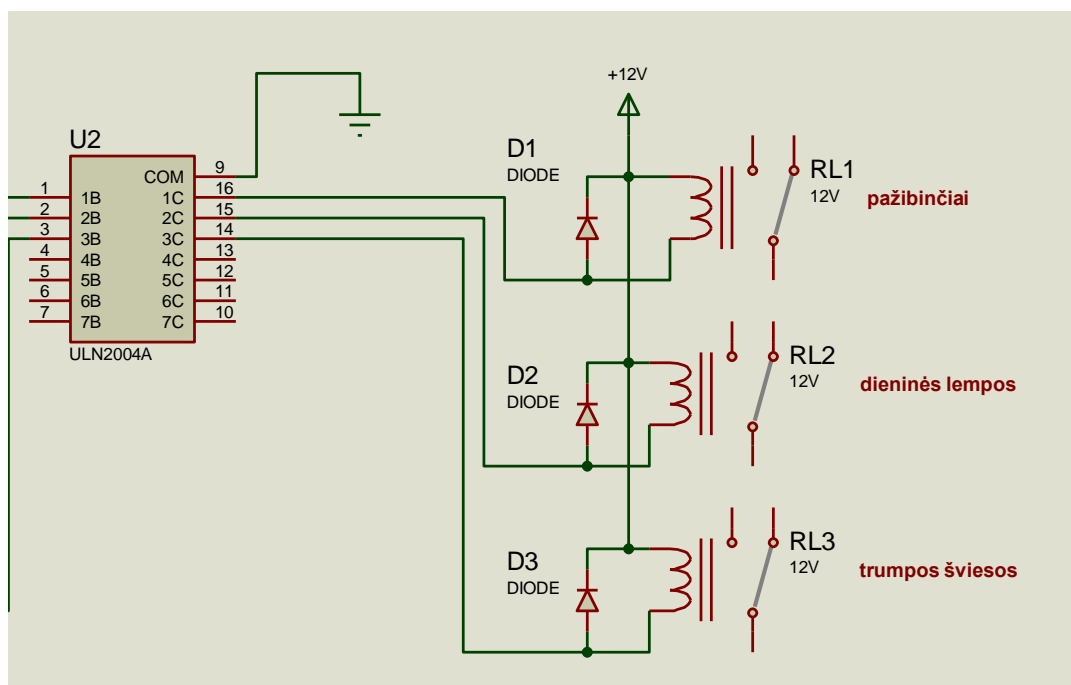 +12V
U2
COM
9
1
1B
1C
16
2
2B
2C
15
3
3B
3C
14
4
4B
4C
13
5
5B
5C
12
6
6B
6C
11
7
7B
7C
10
ULN2004A
D1
DIODE
RL1
12V
pažibinčiai
D2
DIODE
RL2
12V
dieninės lempos
D3
DIODE
RL3
12V
trumpos šviesos